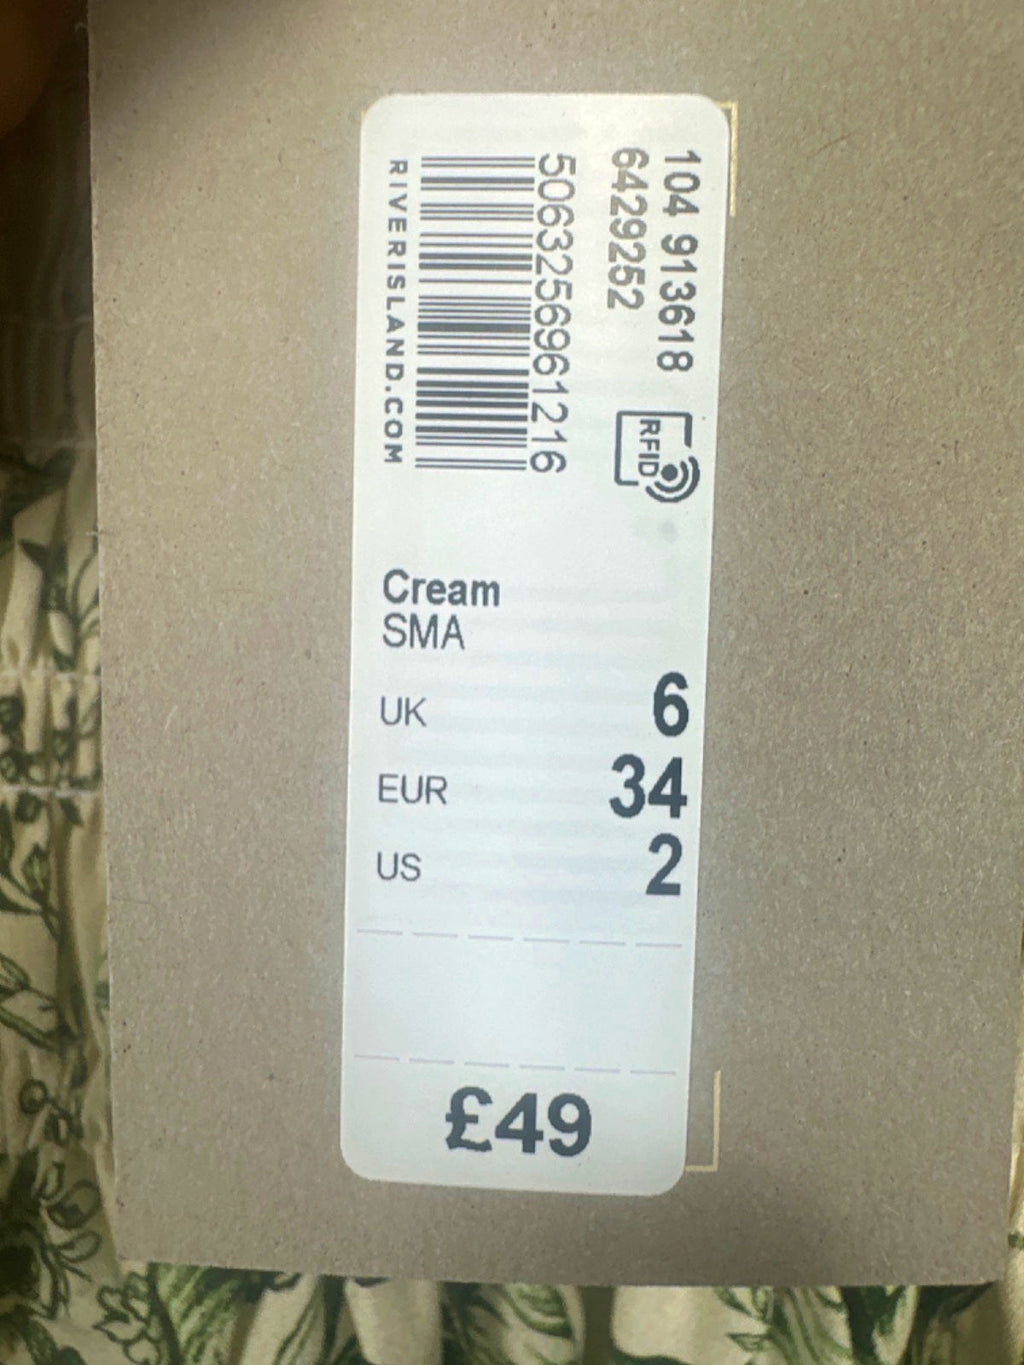 104 913618
6429252
RFID
5063256961216
RIVERISLAND.COM
Cream
SMA
UK 6
EUR 34
US 2
£49